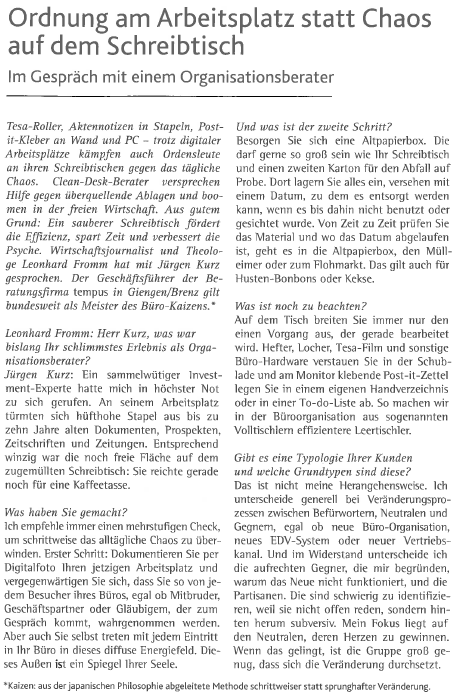 Ordnung am Arbeitsplatz statt Chaos
auf dem Schreibtisch
Im Gespräch mit einem Organisationsberater
Tesa-Roller, Aktennotizen in Stapeln, Post-
it-Kleber an Wand und PC – trotz digitaler
Arbeitsplätze kämpfen auch Ordensleute
an ihren Schreibtischen gegen das tägliche
Chaos. Clean-Desk-Berater versprechen
Hilfe gegen überquellende Ablagen und boo-
men in der freien Wirtschaft. Aus gutem
Grund: Ein sauberer Schreibtisch fördert
die Effizienz, spart Zeit und verbessert die
Psyche. Wirtschaftsjournalist und Theolo-
ge Leonhard Fromm hat mit Jürgen Kurz
gesprochen. Der Geschäftsführer der Be-
ratungsfirma tempus in Giengen/Brenz gilt
bundesweit als Meister des Büro-Kaizens.*
Leonhard Fromm: Herr Kurz, was war
bislang Ihr schlimmstes Erlebnis als Orga-
nisationsberater?
Jürgen Kurz: Ein sammelwütiger Invest-
ment-Experte hatte mich in höchster Not
zu sich gerufen. An seinem Arbeitsplatz
türmten sich hüfthohe Stapel aus bis zu
zehn Jahre alten Dokumenten, Prospekten,
Zeitschriften und Zeitungen. Entsprechend
winzig war die noch freie Fläche auf dem
zugemüllten Schreibtisch: Sie reichte gerade
noch für eine Kaffeetasse.
Was haben Sie gemacht?
Ich empfehle immer einen mehrstufigen Check,
um schrittweise das alltägliche Chaos zu über-
winden. Erster Schritt: Dokumentieren Sie per
Digitalfoto Ihren jetzigen Arbeitsplatz und
vergegenwärtigen Sie sich, dass Sie so von je-
dem Besucher ihres Büros, egal ob Mitbruder,
Geschäftspartner oder Gläubigem, der zum
Gespräch kommt, wahrgenommen werden.
Aber auch Sie selbst treten mit jedem Eintritt
in Ihr Büro in dieses diffuse Energiefeld. Die-
ses Außen ist ein Spiegel Ihrer Seele.
Und was ist der zweite Schritt?
Besorgen Sie sich eine Altpapierbox. Die
darf gerne so groß sein wie Ihr Schreibtisch
und einen zweiten Karton für den Abfall auf
Probe. Dort lagern Sie alles ein, versehen mit
einem Datum, zu dem es entsorgt werden
kann, wenn es bis dahin nicht benutzt oder
gesichtet wurde. Von Zeit zu Zeit prüfen Sie
das Material und wo das Datum abgelaufen
ist, geht es in die Altpapierbox, den Müll-
eimer oder zum Flohmarkt. Das gilt auch für
Husten-Bonbons oder Kekse.
Was ist noch zu beachten?
Auf dem Tisch breiten Sie immer nur den
einen Vorgang aus, der gerade bearbeitet
wird. Hefter, Locher, Tesa-Film und sonstige
Büro-Hardware verstauen Sie in der Schub-
lade und am Monitor klebende Post-it-Zettel
legen Sie in einem eigenen Handverzeichnis
oder in einer To-do-Liste ab. So machen wir
in der Büroorganisation aus sogenannten
Volltischlern effizientere Leertischler.
Gibt es eine Typologie Ihrer Kunden
und welche Grundtypen sind diese?
Das ist nicht meine Herangehensweise. Ich
unterscheide generell bei Veränderungspro-
zessen zwischen Befürwortern, Neutralen und
Gegnern, egal ob neue Büro-Organisation,
neues EDV-System oder neuer Vertriebs-
kanal. Und im Widerstand unterscheide ich
die aufrechten Gegner, die mir begründen,
warum das Neue nicht funktioniert, und die
Partisanen. Die sind schwierig zu identifizie-
ren, weil sie nicht offen reden, sondern hin-
ten herum subversiv. Mein Fokus liegt auf
den Neutralen, deren Herzen zu gewinnen.
Wenn das gelingt, ist die Gruppe groß ge-
nug, dass sich die Veränderung durchsetzt.
*Kaizen: aus der japanischen Philosophie abgeleitete Methode schrittweiser statt sprunghafter Veränderung.